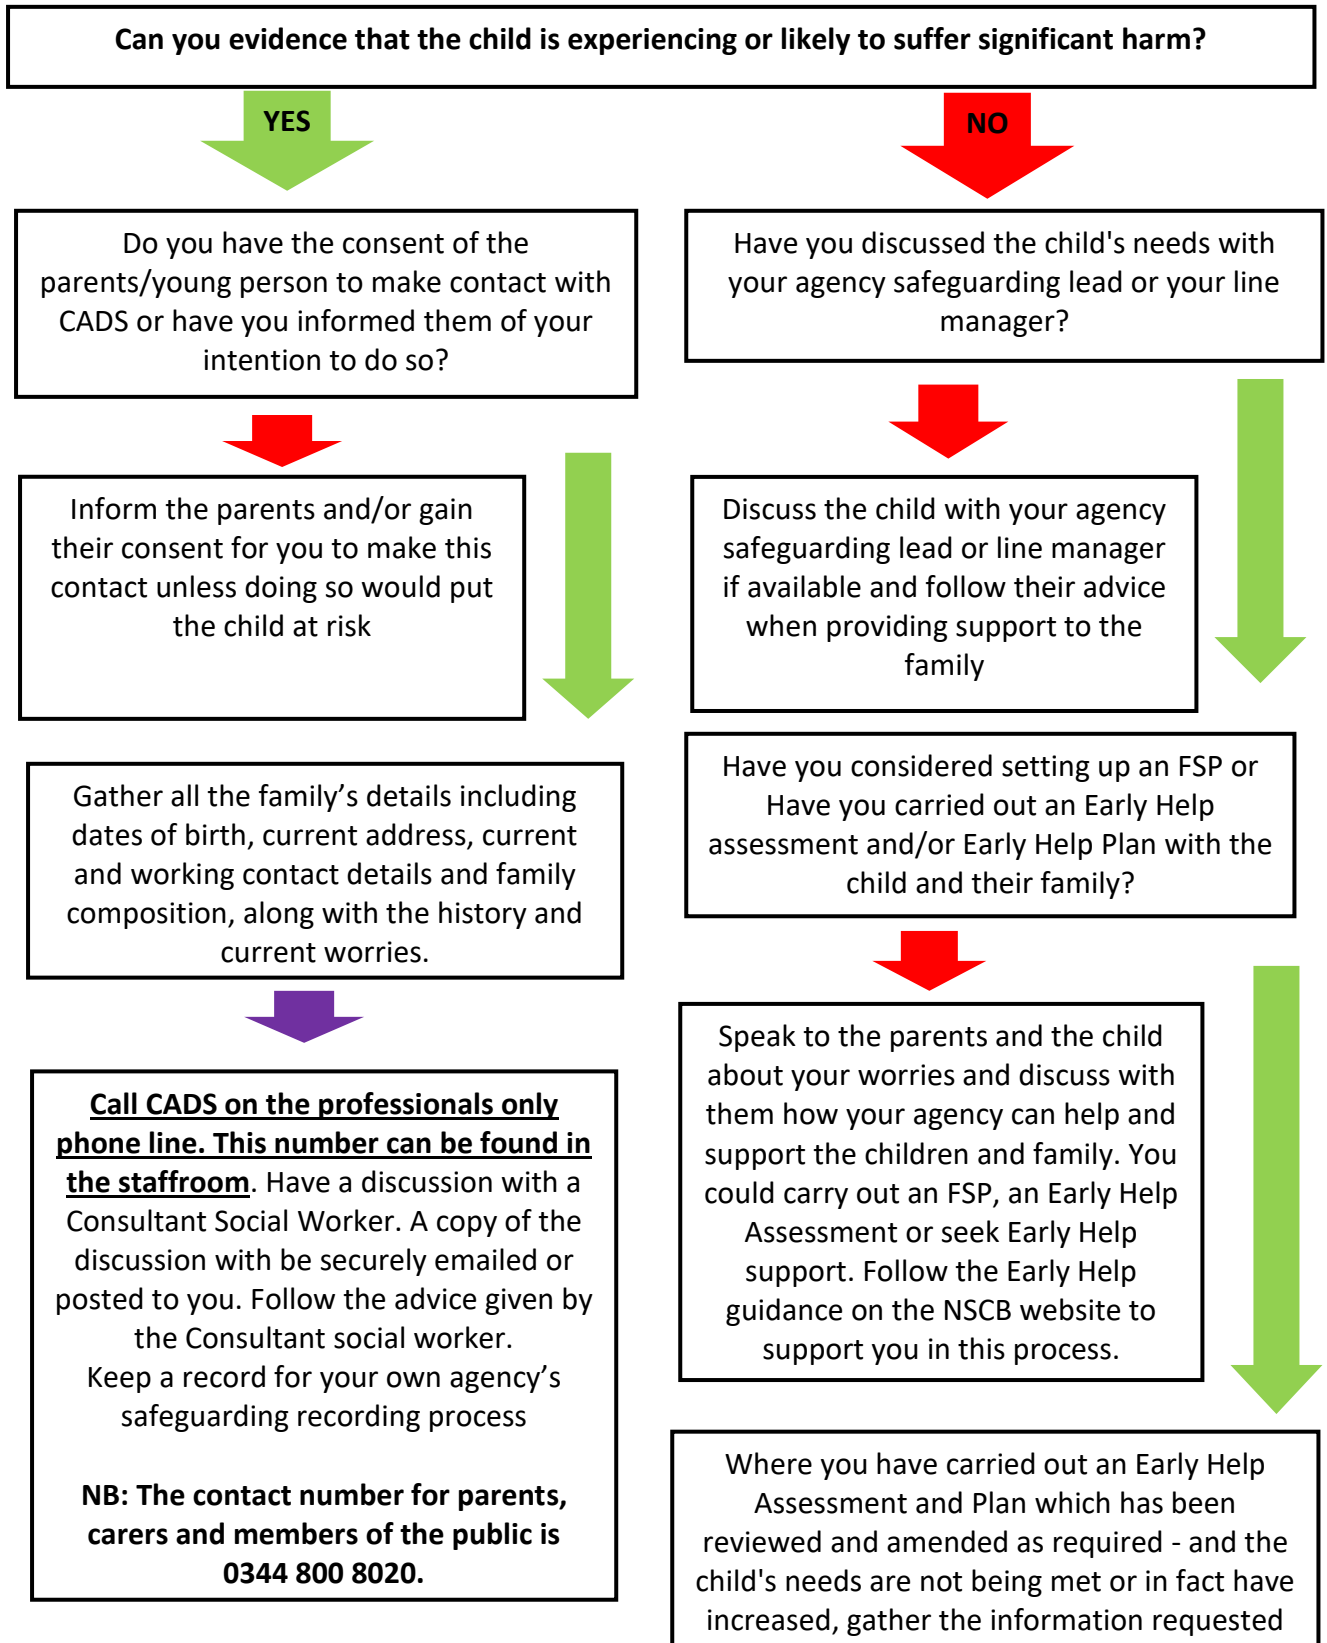 Can you evidence that the child is experiencing or likely to suffer significant harm?
YES
NO
Do you have the consent of the
parents/young person to make contact with
CADS or have you informed them of your
intention to do so?
Have you discussed the child's needs with
your agency safeguarding lead or your line
manager?
Inform the parents and/or gain
their consent for you to make this
contact unless doing so would put
the child at risk
Discuss the child with your agency
safeguarding lead or line manager
if available and follow their advice
when providing support to the
family
Gather all the family’s details including
dates of birth, current address, current
and working contact details and family
composition, along with the history and
current worries.
Have you considered setting up an FSP or
Have you carried out an Early Help
assessment and/or Early Help Plan with the
child and their family?
Call CADS on the professionals only
phone line. This number can be found in
the staffroom. Have a discussion with a
Consultant Social Worker. A copy of the
discussion with be securely emailed or
posted to you. Follow the advice given by
the Consultant social worker.
Keep a record for your own agency’s
safeguarding recording process
NB: The contact number for parents,
carers and members of the public is
0344 800 8020.
Speak to the parents and the child
about your worries and discuss with
them how your agency can help and
support the children and family. You
could carry out an FSP, an Early Help
Assessment or seek Early Help
support. Follow the Early Help
guidance on the NSCB website to
support you in this process.
Where you have carried out an Early Help
Assessment and Plan which has been
reviewed and amended as required - and the
child's needs are not being met or in fact have
increased, gather the information requested